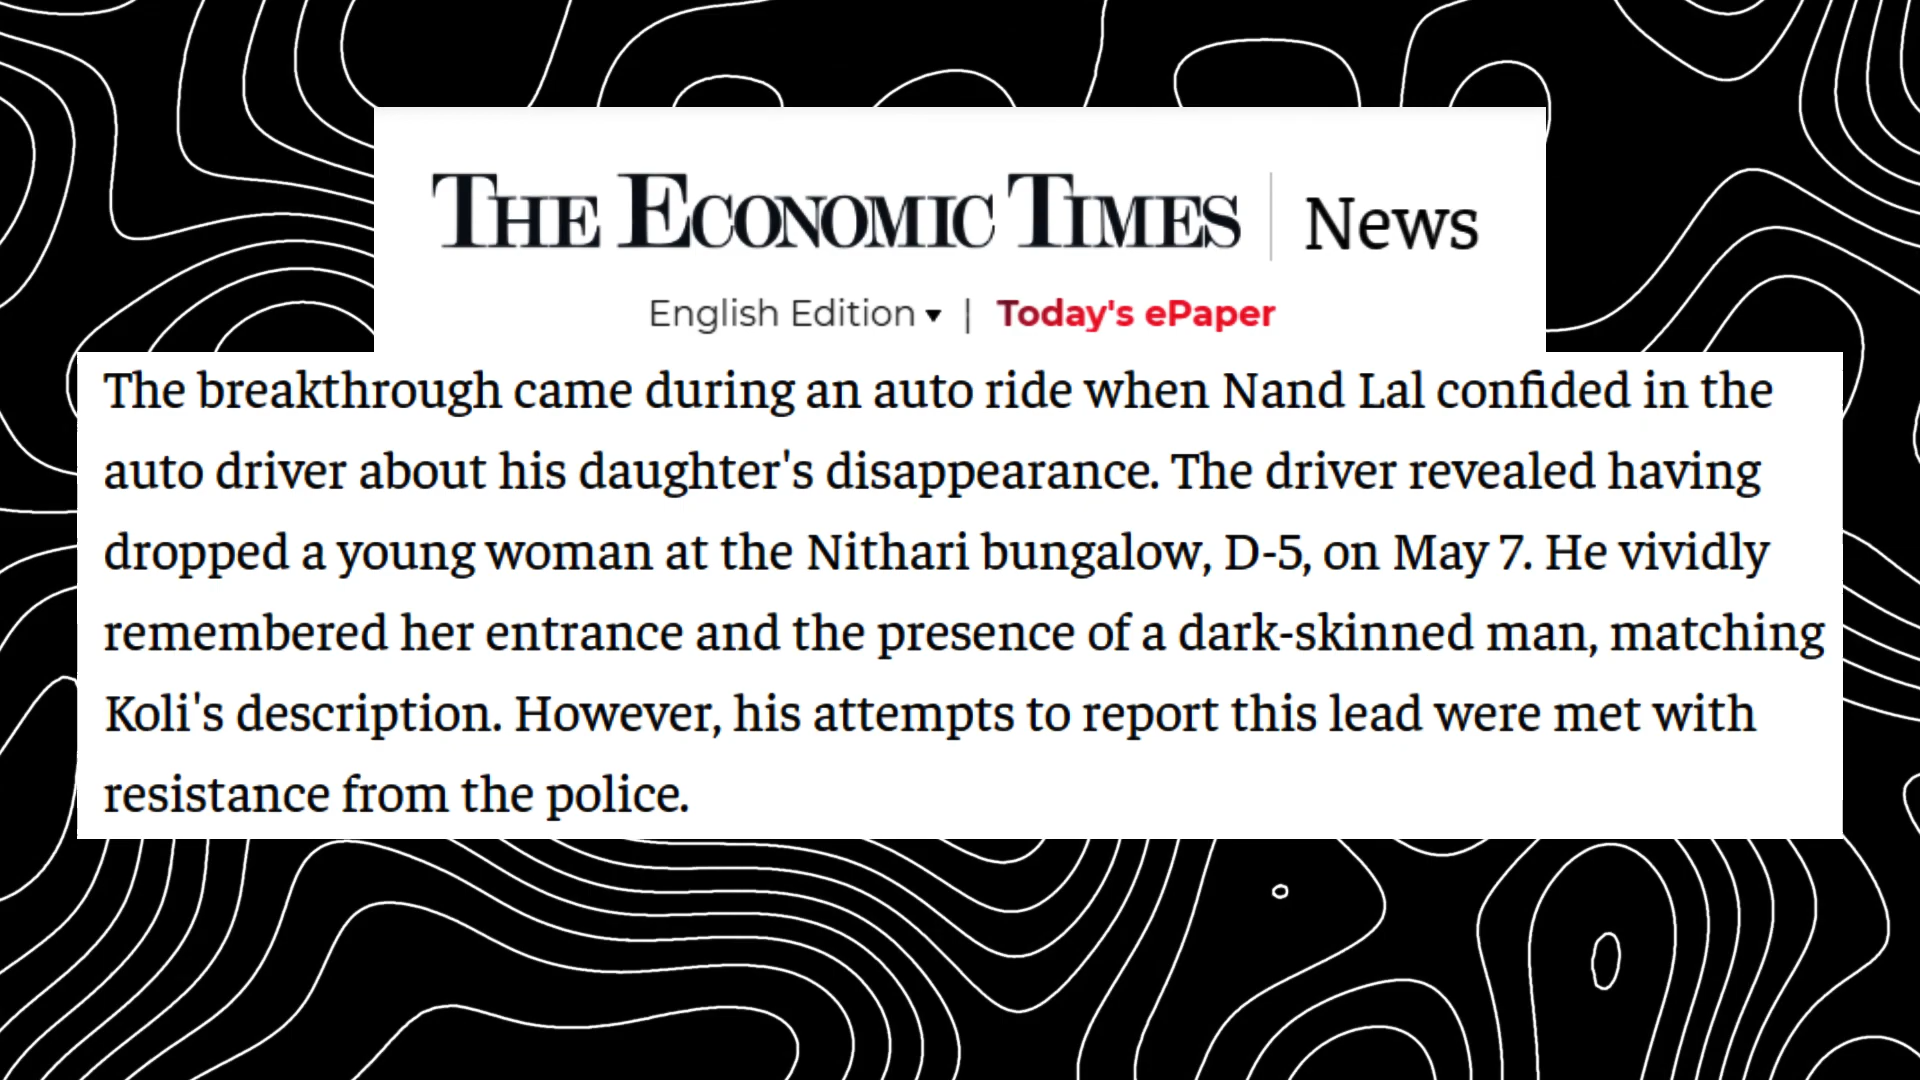 THE ECONOMIC TIMES | News
English Edition ▾ | Today's ePaper
The breakthrough came during an auto ride when Nand Lal confided in the
auto driver about his daughter's disappearance. The driver revealed having
dropped a young woman at the Nithari bungalow, D-5, on May 7. He vividly
remembered her entrance and the presence of a dark-skinned man, matching
Koli's description. However, his attempts to report this lead were met with
resistance from the police.